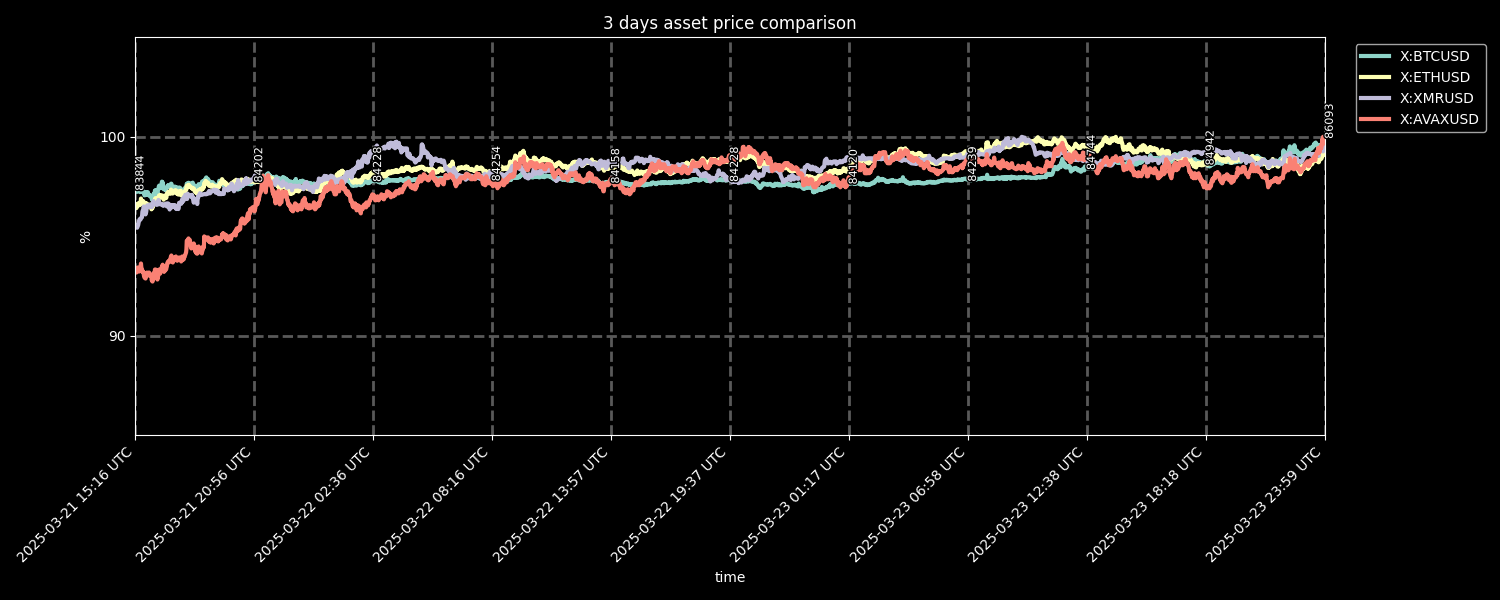 3 days asset price comparison
X:BTCUSD
X:ETHUSD
X:XMRUSD
X:AVAXUSD
100
90
%
83844
84202
84228
84254
84158
84228
84120
84239
84744
84942
86093
2025-03-21 15:16 UTC
2025-03-21 20:56 UTC
2025-03-22 02:36 UTC
2025-03-22 08:16 UTC
2025-03-22 13:57 UTC
2025-03-22 19:37 UTC
2025-03-23 01:17 UTC
2025-03-23 06:58 UTC
2025-03-23 12:38 UTC
2025-03-23 18:18 UTC
2025-03-23 23:59 UTC
time